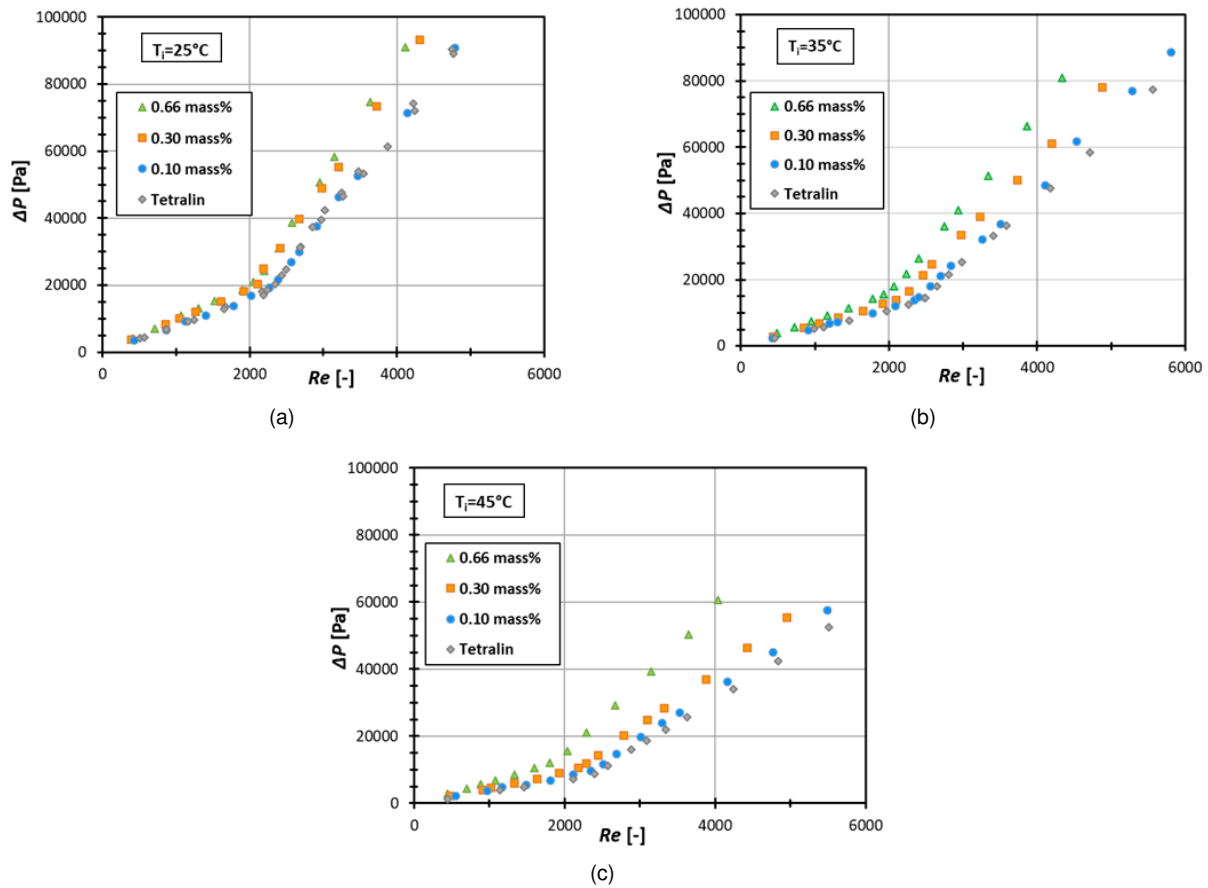 100000
80000
60000
40000
20000
0
ΔP [Pa]
Tᵢ=25°C
0.66 mass%
0.30 mass%
0.10 mass%
Tetralin
0 2000 4000 6000
Re [-]
(a)
100000
80000
60000
40000
20000
0
ΔP [Pa]
Tᵢ=35°C
0.66 mass%
0.30 mass%
0.10 mass%
Tetralin
0 2000 4000 6000
Re [-]
(b)
100000
80000
60000
40000
20000
0
ΔP [Pa]
Tᵢ=45°C
0.66 mass%
0.30 mass%
0.10 mass%
Tetralin
0 2000 4000 6000
Re [-]
(c)